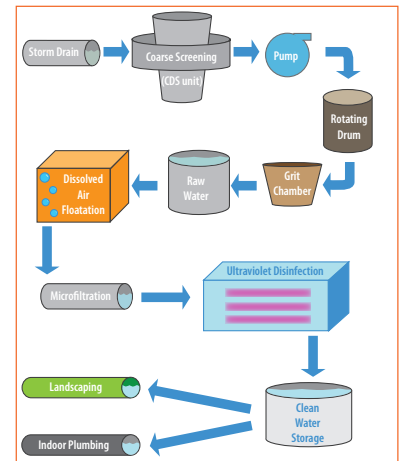 Storm Drain
Coarse Screening
(CDS unit)
Pump
Rotating
Drum
Grit
Chamber
Raw
Water
Dissolved
Air
Floatation
Microfiltration
Ultraviolet Disinfection
Clean
Water
Storage
Landscaping
Indoor Plumbing